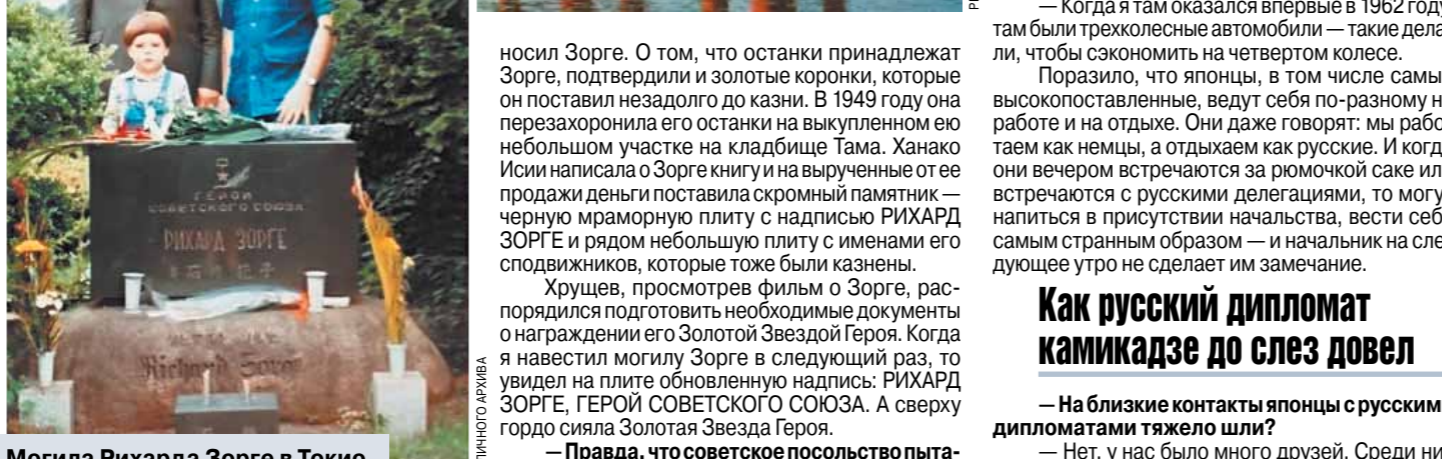 ГЕРОЙ
СОВЕТСКОГО СОЮЗА
РИХАРД ЗОРГЕ
Richard Sorge
Могила Рихарда Зорге в Токио.
ЛИЧНОГО АРХИВА
носил Зорге. О том, что останки принадлежат
Зорге, подтвердили и золотые коронки, которые
он поставил незадолго до казни. В 1949 году она
перезахоронила его останки на выкупленном ею
небольшом участке на кладбище Тама. Ханако
Исии написала о Зорге книгу и на вырученные от ее
продажи деньги поставила скромный памятник —
черную мраморную плиту с надписью РИХАРД
ЗОРГЕ и рядом небольшую плиту с именами его
сподвижников, которые тоже были казнены.
Хрущев, просмотрев фильм о Зорге, рас-
порядился подготовить необходимые документы
о награждении его Золотой Звездой Героя. Когда
я навестил могилу Зорге в следующий раз, то
увидел на плите обновленную надпись: РИХАРД
ЗОРГЕ, ГЕРОЙ СОВЕТСКОГО СОЮЗА. А сверху
гордо сияла Золотая Звезда Героя.
— Правда, что советское посольство пыта-
— Когда я там оказался впервые в 1962 году,
там были трехколесные автомобили — такие дела-
ли, чтобы сэкономить на четвертом колесе.
Поразило, что японцы, в том числе самы
высокопоставленные, ведут себя по-разному н
работе и на отдыхе. Они даже говорят: мы рабо
таем как немцы, а отдыхаем как русские. И когд
они вечером встречаются за рюмочкой саке ил
встречаются с русскими делегациями, то могу
напиться в присутствии начальства, вести себ
самым странным образом — и начальник на сле
дующее утро не сделает им замечание.
Как русский дипломат
камикадзе до слез довел
— На близкие контакты японцы с русским
дипломатами тяжело шли?
— Нет, у нас было много друзей. Среди ни